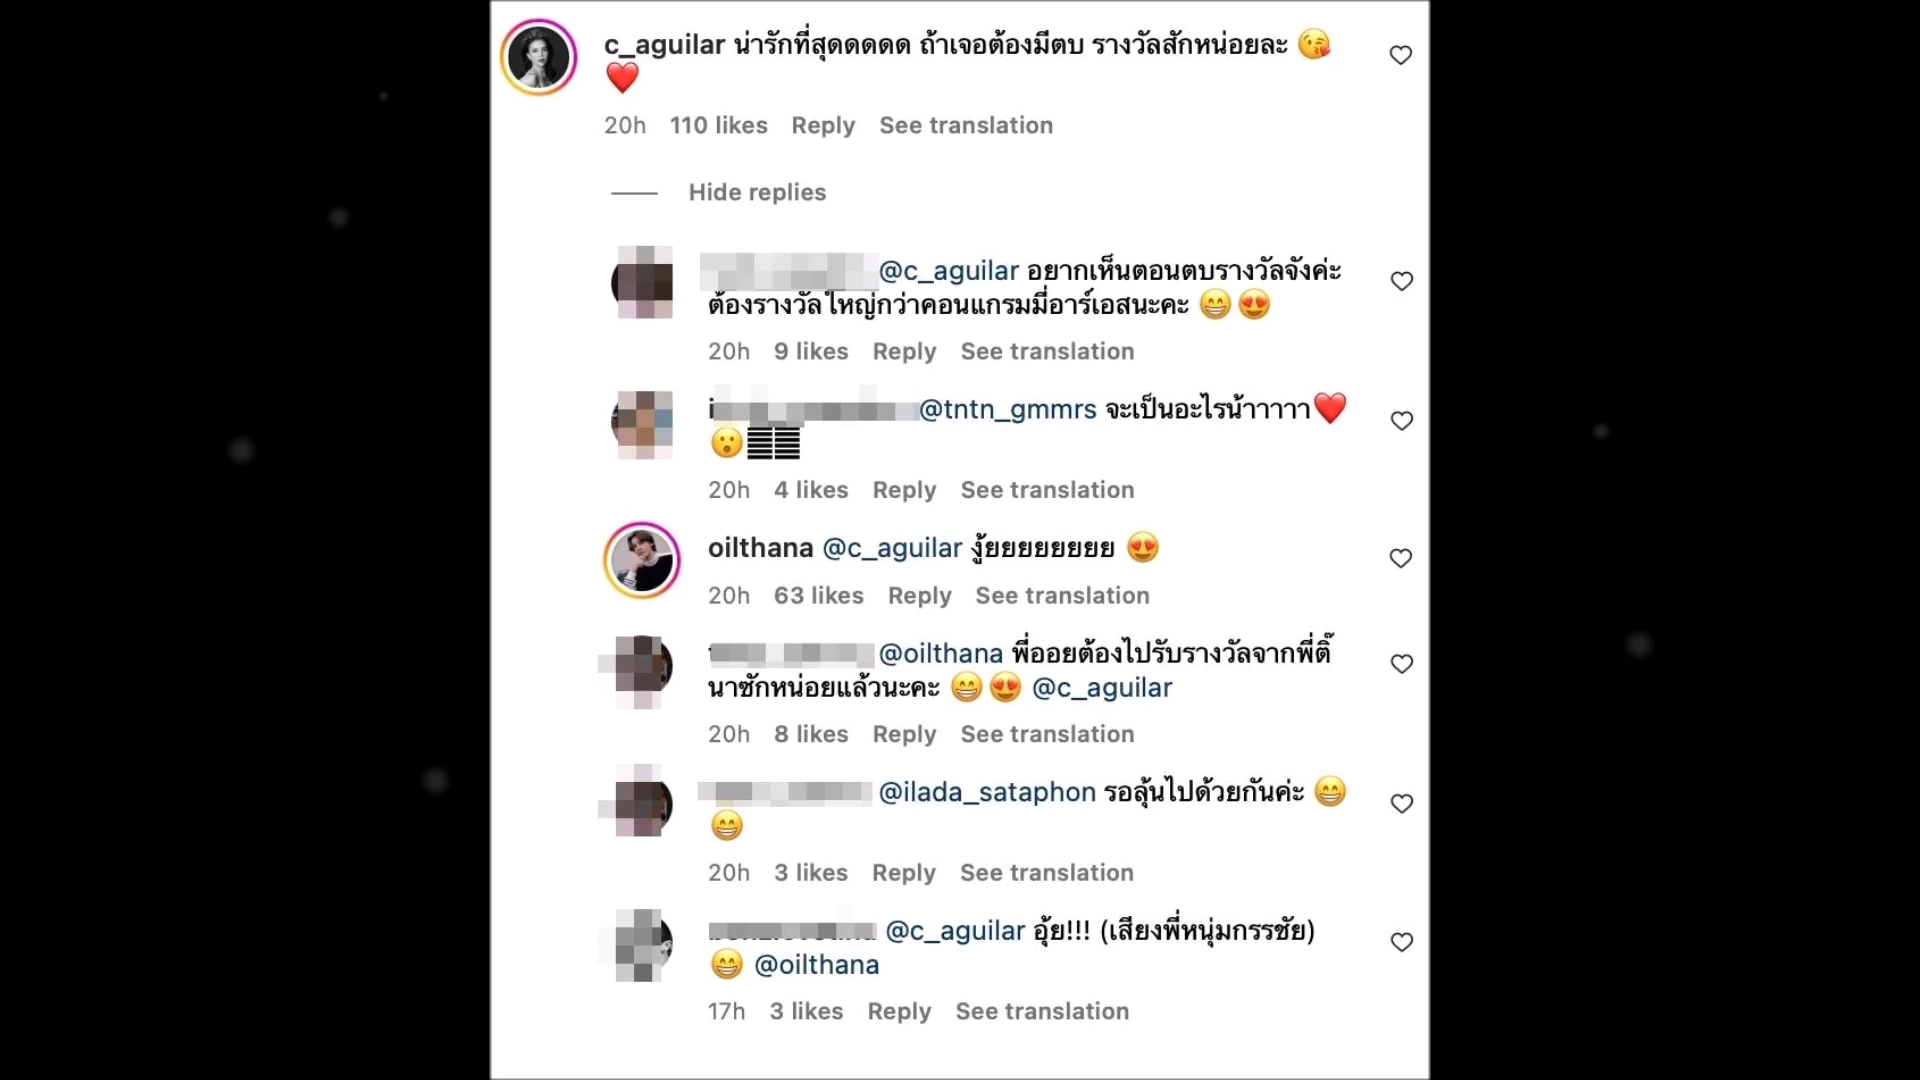 c_aguilar น่ารักที่สุดดดดด ถ้าเจอต้องมีตบ รางวัลสักหน่อยละ 😘
❤️
20h 110 likes Reply See translation
Hide replies
@c_aguilar อยากเห็นตอนตบรางวัลจังค่ะ
ต้องรางวัลใหญ่กว่าคอนแกรมมี่อาร์เอสนะคะ 😁😍
20h 9 likes Reply See translation
@tntn_gmmrs จะเป็นอะไรน้าาาาา❤️
😮
20h 4 likes Reply See translation
oilthana @c_aguilar งู้ยยยยยยยย 😍
20h 63 likes Reply See translation
@oilthana พี่ออยต้องไปรับรางวัลจากพี่ติ๊
นาซักหน่อยแล้วนะคะ 😁😍 @c_aguilar
20h 8 likes Reply See translation
@ilada_sataphon รอลุ้นไปด้วยกันค่ะ 😁
😁
20h 3 likes Reply See translation
@c_aguilar อุ้ย!!! (เสียงพี่หนุ่มกรรชัย)
😁 @oilthana
17h 3 likes Reply See translation